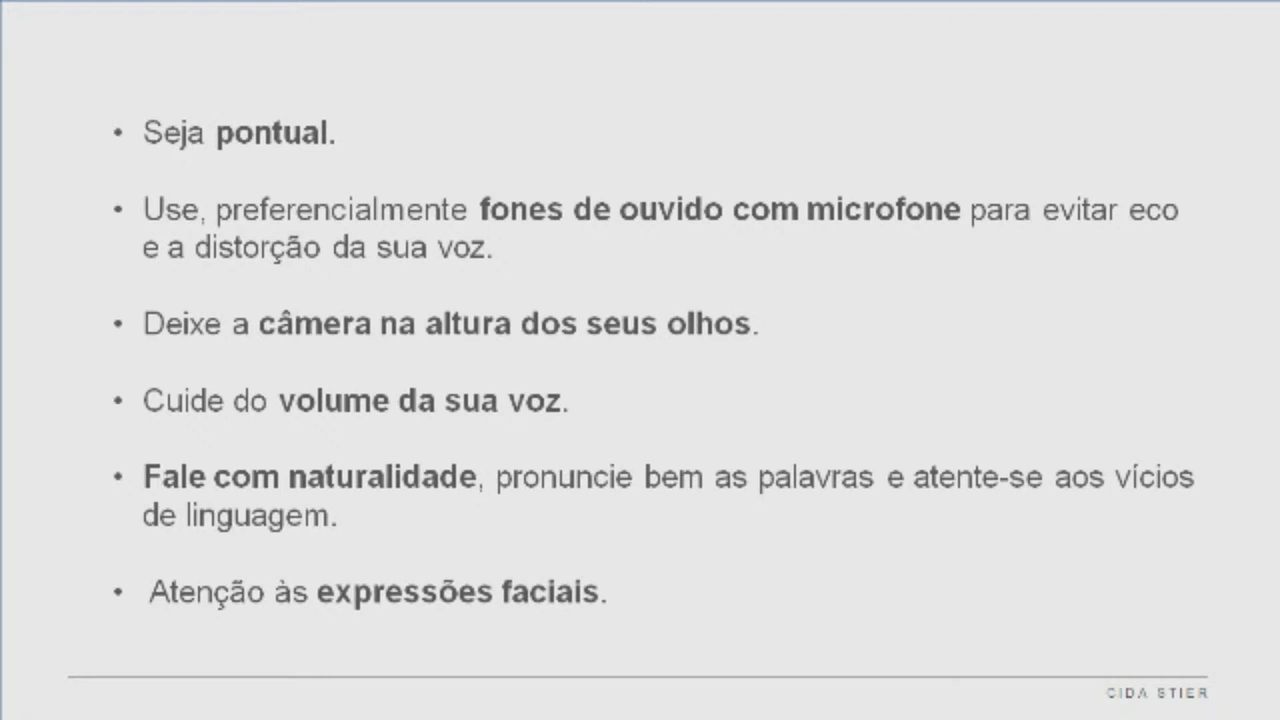 • Seja pontual.
• Use, preferencialmente fones de ouvido com microfone para evitar eco
e a distorção da sua voz.
• Deixe a câmera na altura dos seus olhos.
• Cuide do volume da sua voz.
• Fale com naturalidade, pronuncie bem as palavras e atente-se aos vícios
de linguagem.
• Atenção às expressões faciais.
CIDA STIER